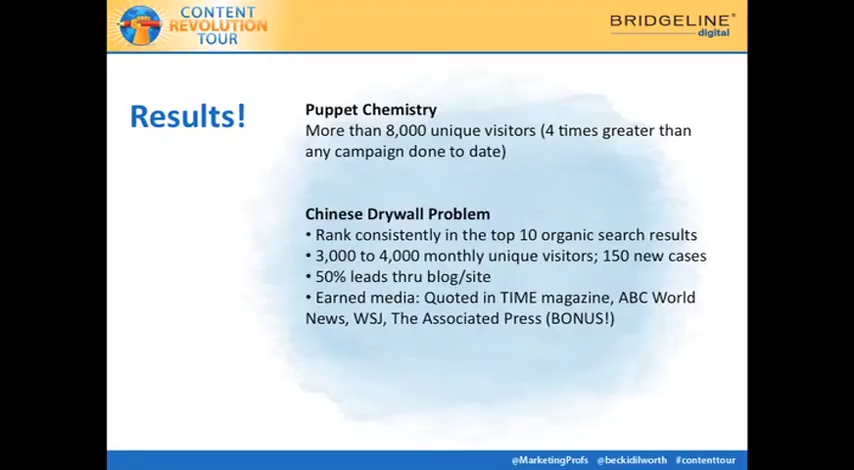 CONTENT
REVOLUTION
TOUR
BRIDGELINE®
digital
Results!
Puppet Chemistry
More than 8,000 unique visitors (4 times greater than
any campaign done to date)
Chinese Drywall Problem
• Rank consistently in the top 10 organic search results
• 3,000 to 4,000 monthly unique visitors; 150 new cases
• 50% leads thru blog/site
• Earned media: Quoted in TIME magazine, ABC World
News, WSJ, The Associated Press (BONUS!)
@MarketingProfs @beckidilworth #contenttour